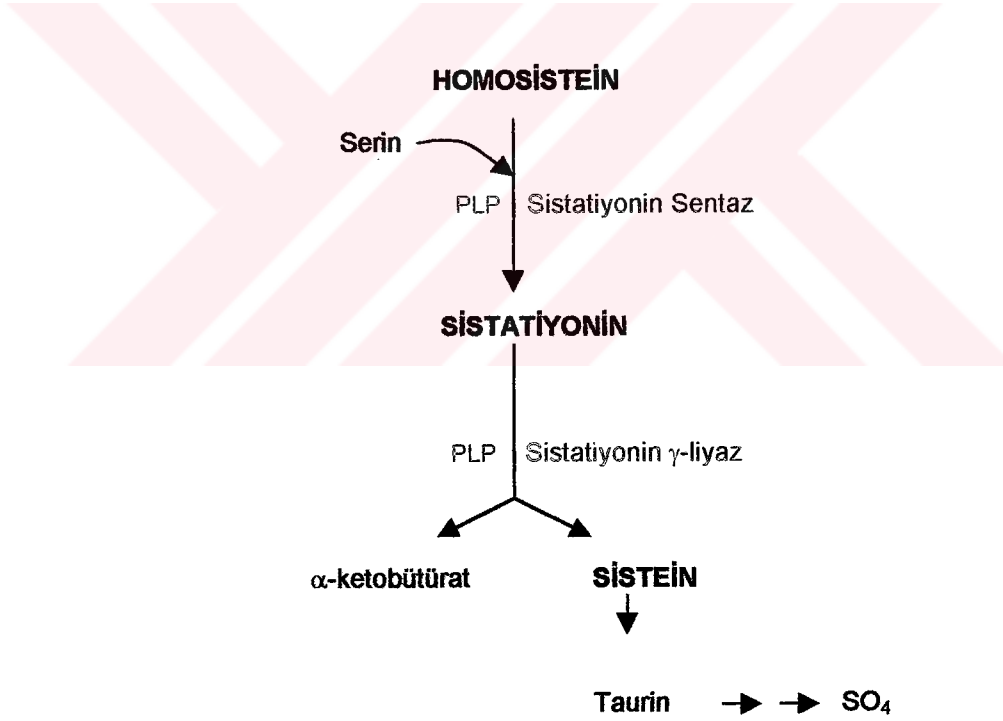 HOMOSİSTEİN
Serin
PLP Sistatiyonin Sentaz
SİSTATİYONİN
PLP Sistatiyonin γ-liyaz
α-ketobütürat SİSTEİN
Taurin SO₄